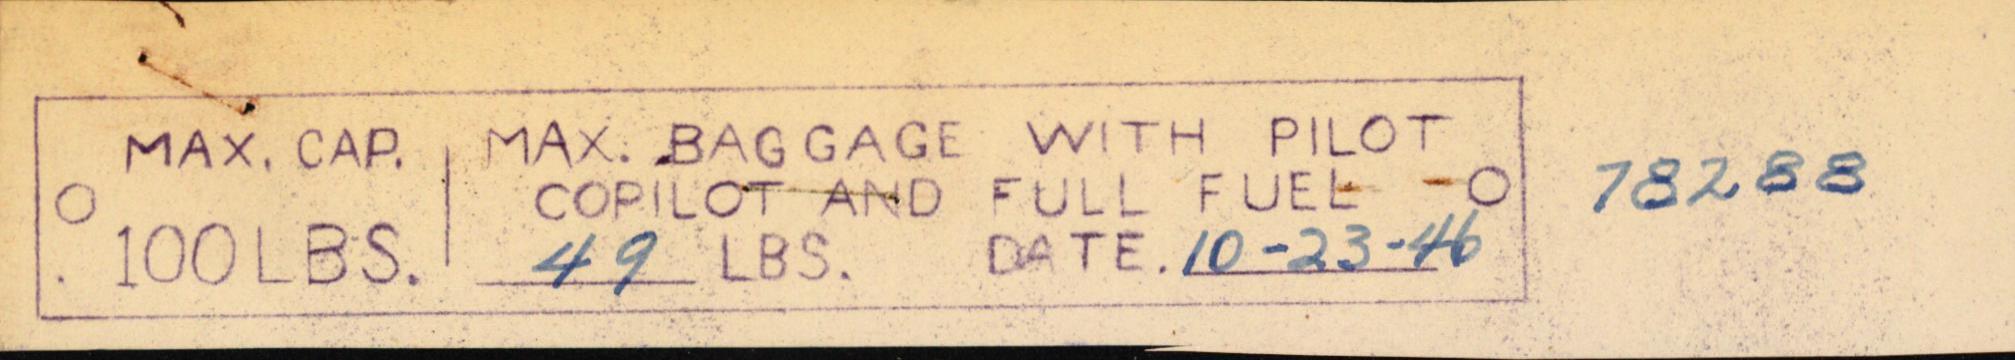 MAX. CAP.
100 LBS.
MAX. BAGGAGE WITH PILOT
COPILOT AND FULL FUEL
49 LBS. DATE. 10-23-46
78288